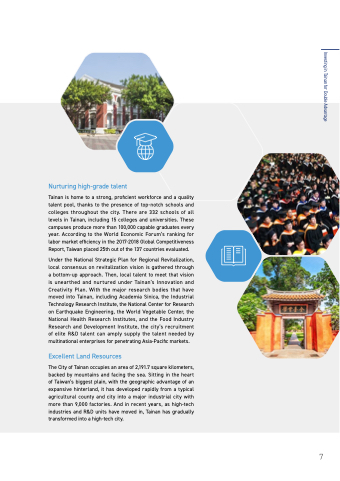 Investing in Tainan for Double Advantage
Nurturing high-grade talent
Tainan is home to a strong, proficient workforce and a quality
talent pool, thanks to the presence of top-notch schools and
colleges throughout the city. There are 332 schools of all
levels in Tainan, including 15 colleges and universities. These
campuses produce more than 100,000 capable graduates every
year. According to the World Economic Forum's ranking for
labor market efficiency in the 2017-2018 Global Competitiveness
Report, Taiwan placed 25th out of the 137 countries evaluated.
Under the National Strategic Plan for Regional Revitalization,
local consensus on revitalization vision is gathered through
a bottom-up approach. Then, local talent to meet that vision
is unearthed and nurtured under Tainan's Innovation and
Creativity Plan. With the major research bodies that have
moved into Tainan, including Academia Sinica, the Industrial
Technology Research Institute, the National Center for Research
on Earthquake Engineering, the World Vegetable Center, the
National Health Research Institutes, and the Food Industry
Research and Development Institute, the city's recruitment
of elite R&D talent can amply supply the talent needed by
multinational enterprises for penetrating Asia-Pacific markets.
Excellent Land Resources
The City of Tainan occupies an area of 2,191.7 square kilometers,
backed by mountains and facing the sea. Sitting in the heart
of Taiwan's biggest plain, with the geographic advantage of an
expansive hinterland, it has developed rapidly from a typical
agricultural county and city into a major industrial city with
more than 9,000 factories. And in recent years, as high-tech
industries and R&D units have moved in, Tainan has gradually
transformed into a high-tech city.
7